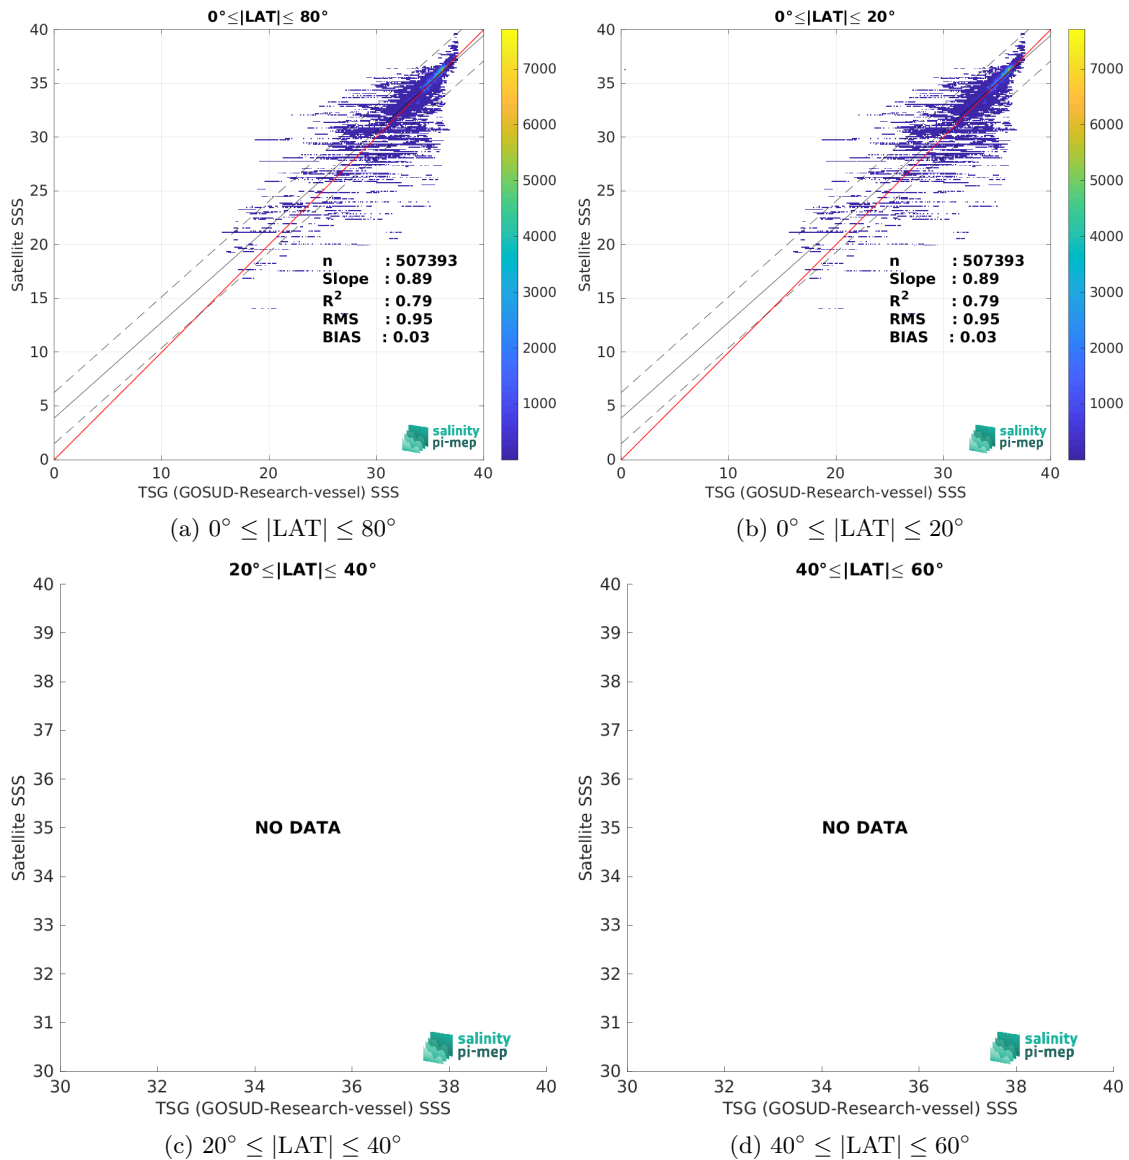 0°≤|LAT|≤ 80°
40
35
30
25
20
15
10
5
0
Satellite SSS
0
10
20
30
40
TSG (GOSUD-Research-vessel) SSS
n : 507393
Slope : 0.89
R² : 0.79
RMS : 0.95
BIAS : 0.03
salinity
pi-mep
7000
6000
5000
4000
3000
2000
1000
(a) 0° ≤ |LAT| ≤ 80°
0°≤|LAT|≤ 20°
40
35
30
25
20
15
10
5
0
Satellite SSS
0
10
20
30
40
TSG (GOSUD-Research-vessel) SSS
n : 507393
Slope : 0.89
R² : 0.79
RMS : 0.95
BIAS : 0.03
salinity
pi-mep
7000
6000
5000
4000
3000
2000
1000
(b) 0° ≤ |LAT| ≤ 20°
20°≤|LAT|≤ 40°
40
39
38
37
36
35
34
33
32
31
30
Satellite SSS
NO DATA
salinity
pi-mep
30
32
34
36
38
40
TSG (GOSUD-Research-vessel) SSS
(c) 20° ≤ |LAT| ≤ 40°
40°≤|LAT|≤ 60°
40
39
38
37
36
35
34
33
32
31
30
Satellite SSS
NO DATA
salinity
pi-mep
30
32
34
36
38
40
TSG (GOSUD-Research-vessel) SSS
(d) 40° ≤ |LAT| ≤ 60°